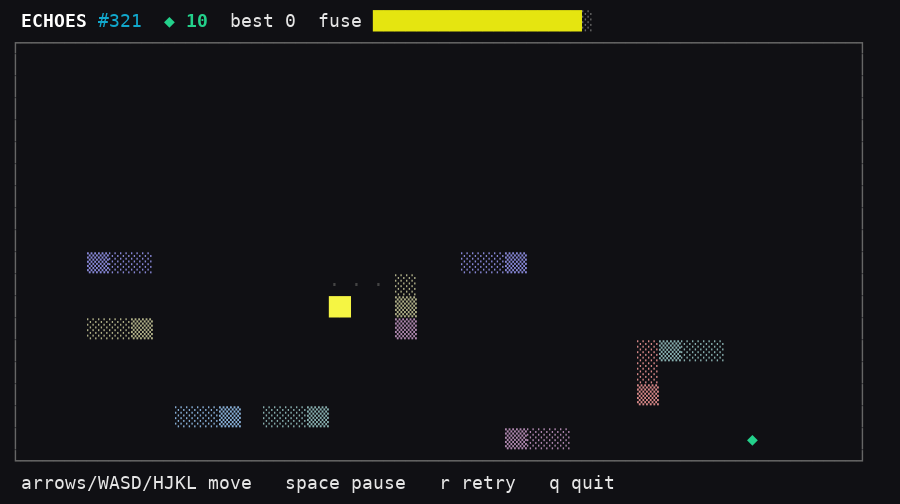 ECHOES #321 ◆ 10 best 0 fuse
arrows/WASD/HJKL move space pause r retry q quit